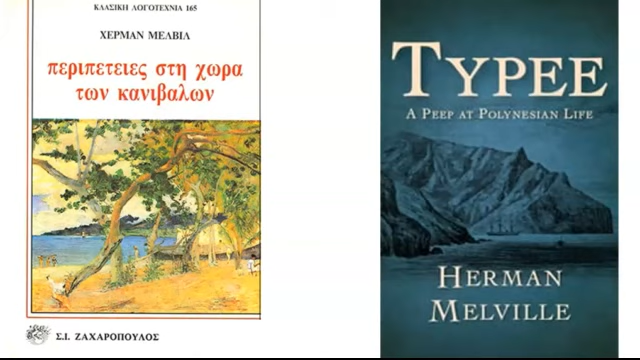 ΚΛΑΣΙΚΗ ΛΟΓΟΤΕΧΝΙΑ 165
ΧΕΡΜΑΝ ΜΕΛΒΙΛ
περιπετειες στη χωρα
των κανιβαλων
Σ.Ι. ΖΑΧΑΡΟΠΟΥΛΟΣ
TYPEE
A PEEP AT POLYNESIAN LIFE
HERMAN
MELVILLE